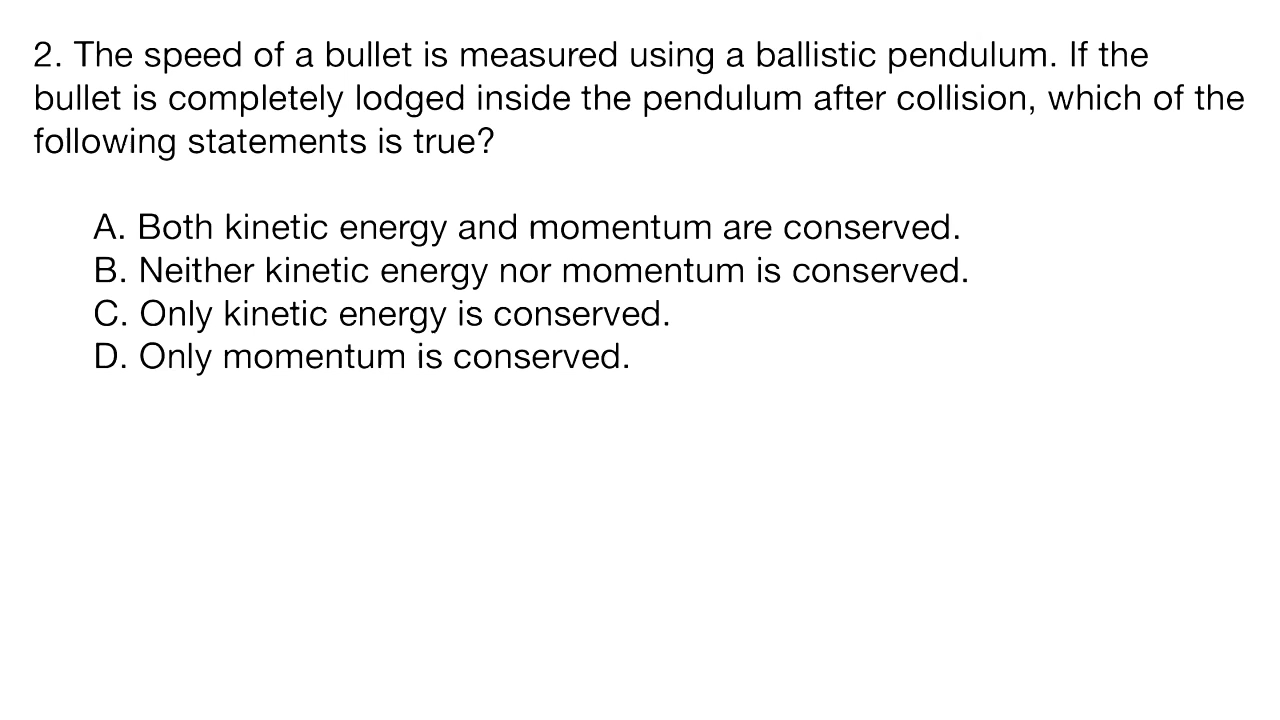 2. The speed of a bullet is measured using a ballistic pendulum. If the
bullet is completely lodged inside the pendulum after collision, which of the
following statements is true?
A. Both kinetic energy and momentum are conserved.
B. Neither kinetic energy nor momentum is conserved.
C. Only kinetic energy is conserved.
D. Only momentum is conserved.